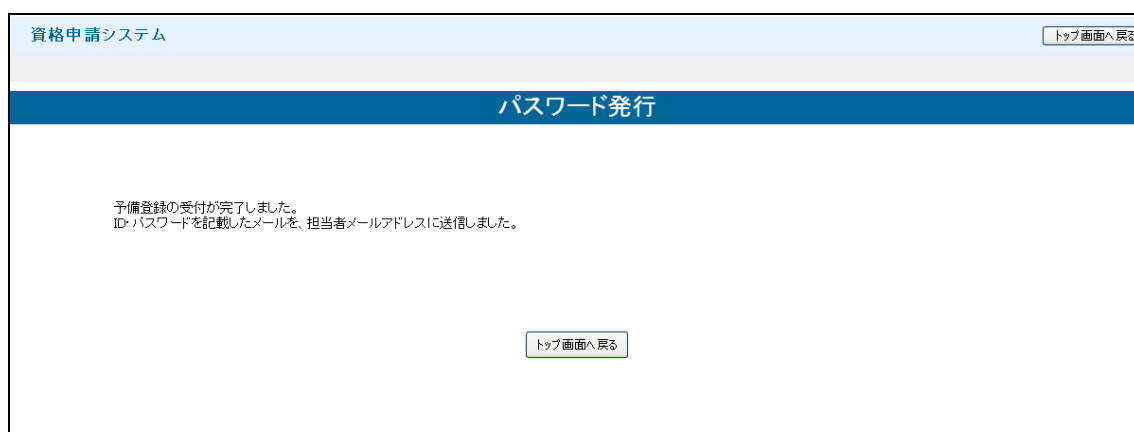 資格申請システム
トップ画面へ戻る
パスワード発行
予備登録の受付が完了しました。
ID・パスワードを記載したメールを、担当者メールアドレスに送信しました。
トップ画面へ戻る